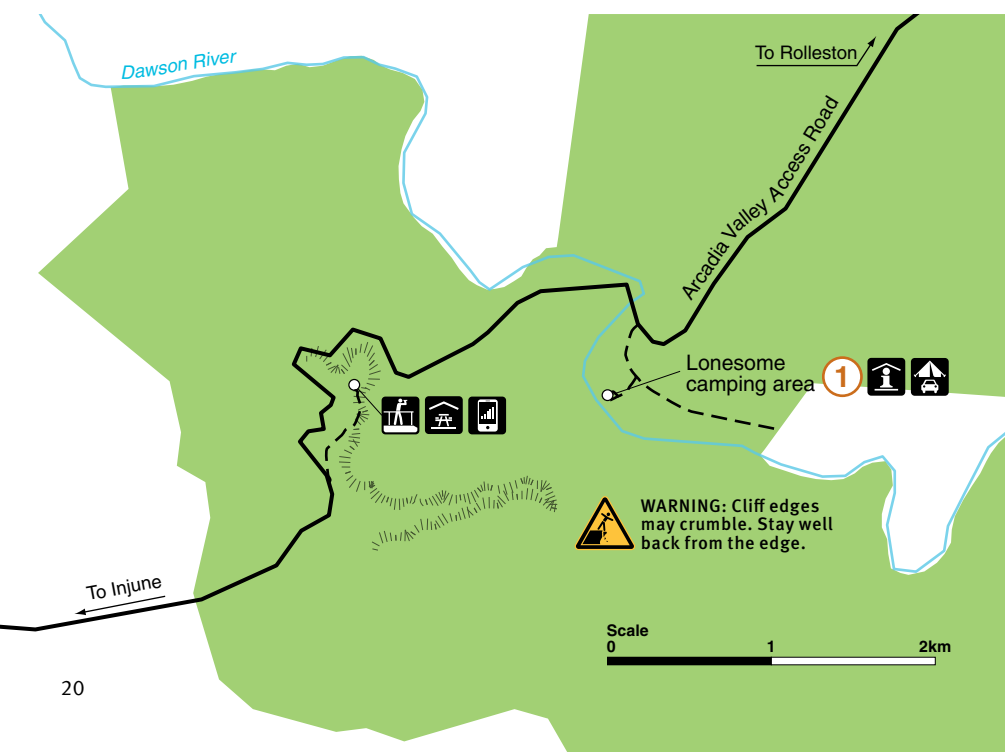 To Rolleston
Dawson River
Arcadia Valley Access Road
Lonesome
camping area
1
WARNING: Cliff edges
may crumble. Stay well
back from the edge.
To Injune
Scale
0 1 2km
20